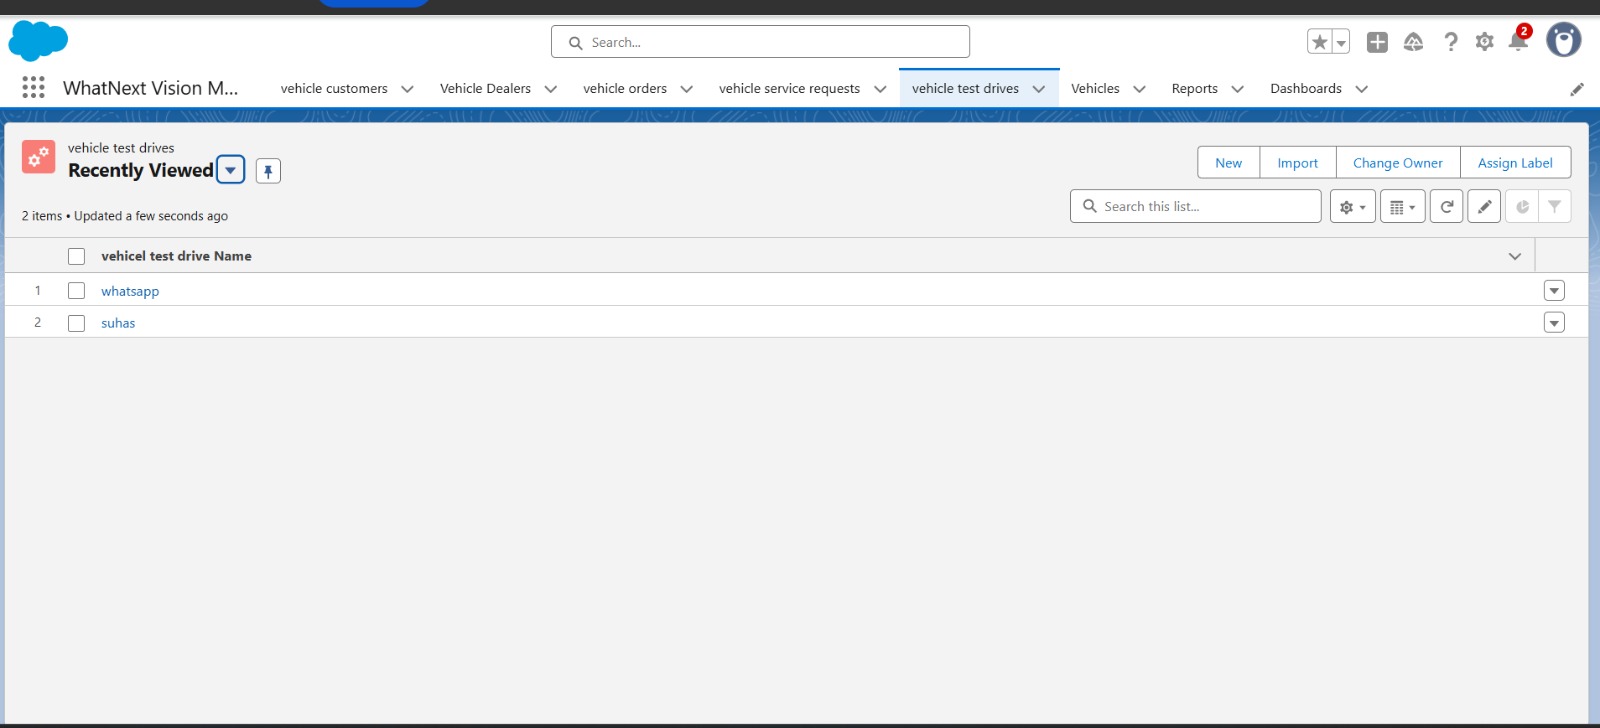 Search...
2
WhatNext Vision M...
vehicle customers
Vehicle Dealers
vehicle orders
vehicle service requests
vehicle test drives
Vehicles
Reports
Dashboards
vehicle test drives
Recently Viewed
New
Import
Change Owner
Assign Label
2 items • Updated a few seconds ago
Search this list...
vehicel test drive Name
1 whatsapp
2 suhas